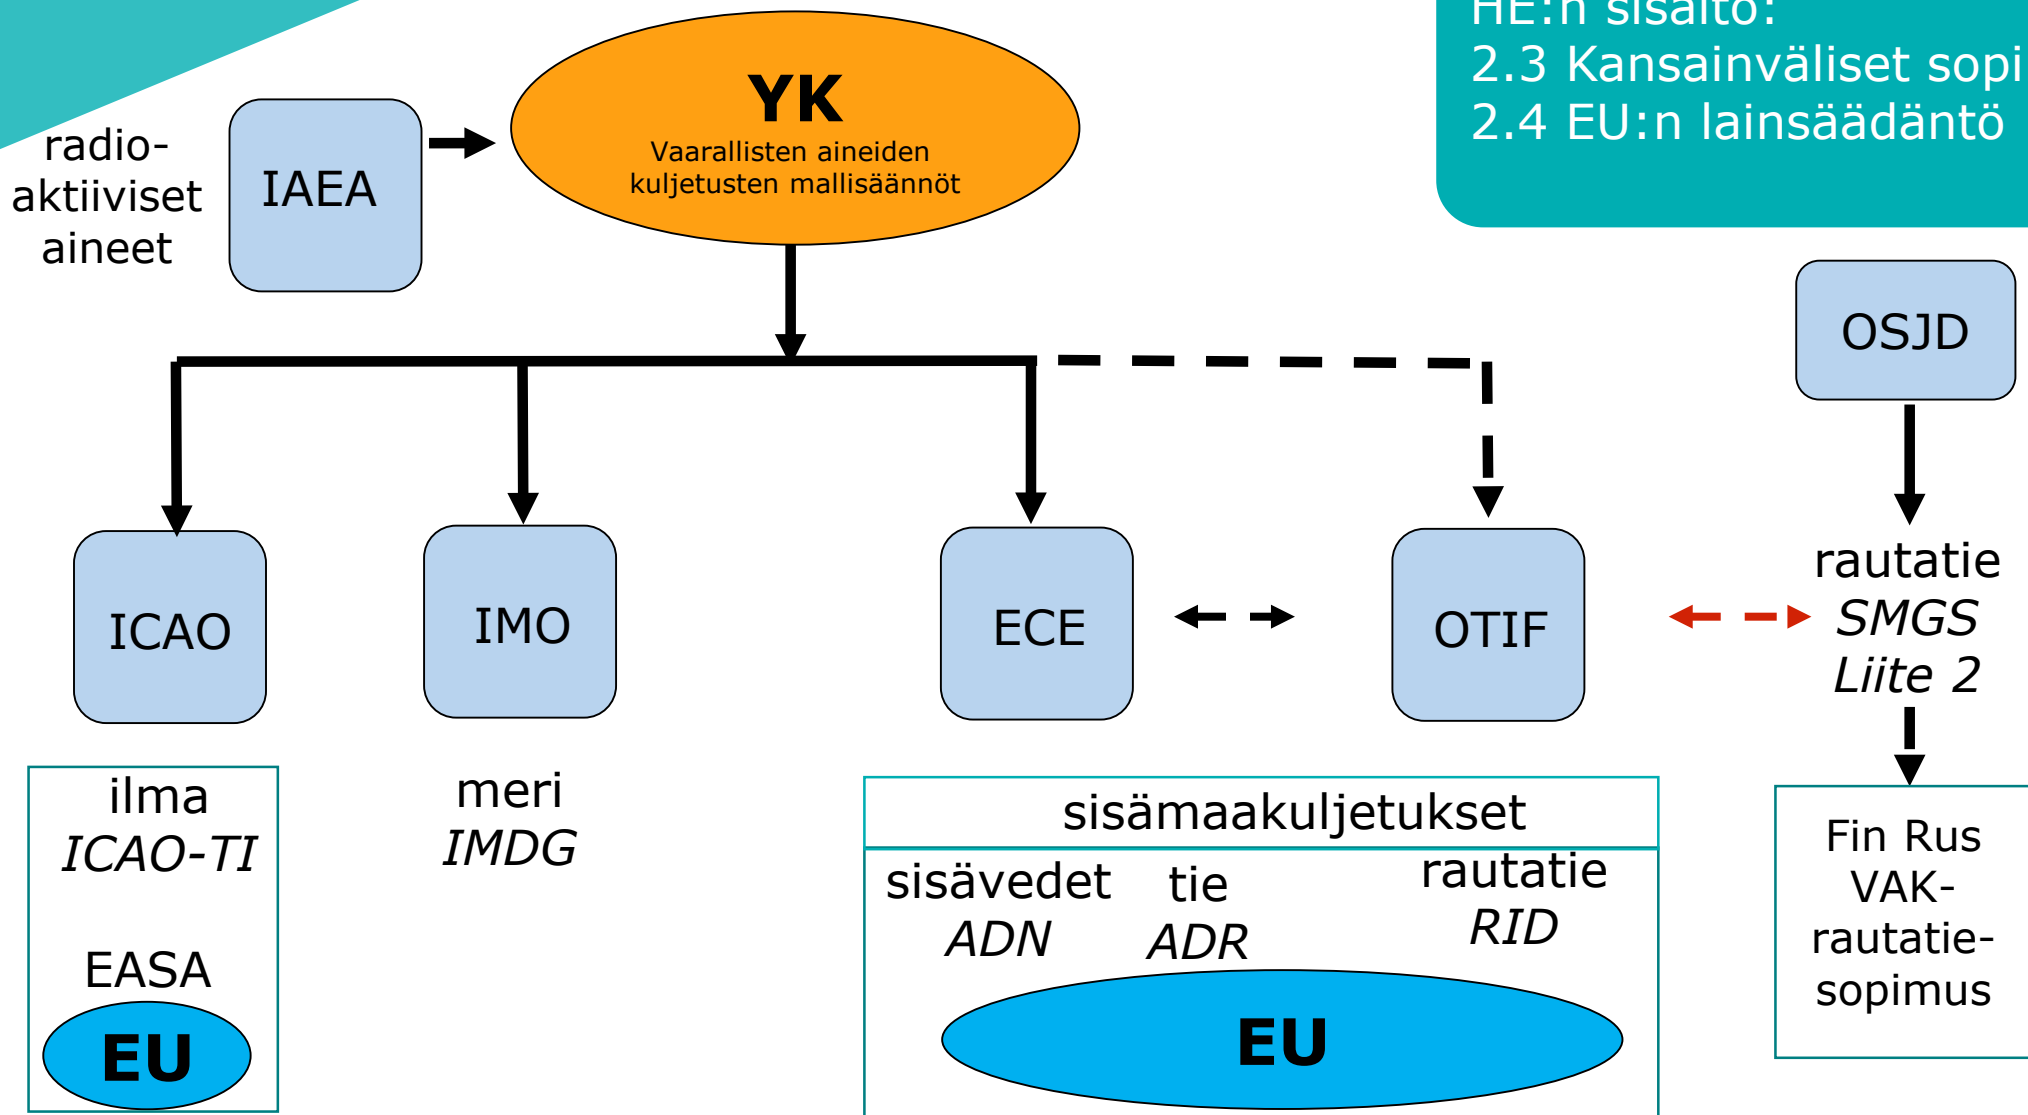 HE:n sisältö:
2.3 Kansainväliset sopi
2.4 EU:n lainsäädäntö
YK
Vaarallisten aineiden
kuljetusten mallisäännöt
radio-
aktiiviset
aineet
IAEA
OSJD
ICAO
IMO
ECE
OTIF
rautatie
SMGS
Liite 2
ilma
ICAO-TI
EASA
EU
meri
IMDG
sisämaakuljetukset
sisävedet
ADN
tie
ADR
rautatie
RID
EU
Fin Rus
VAK-
rautatie-
sopimus